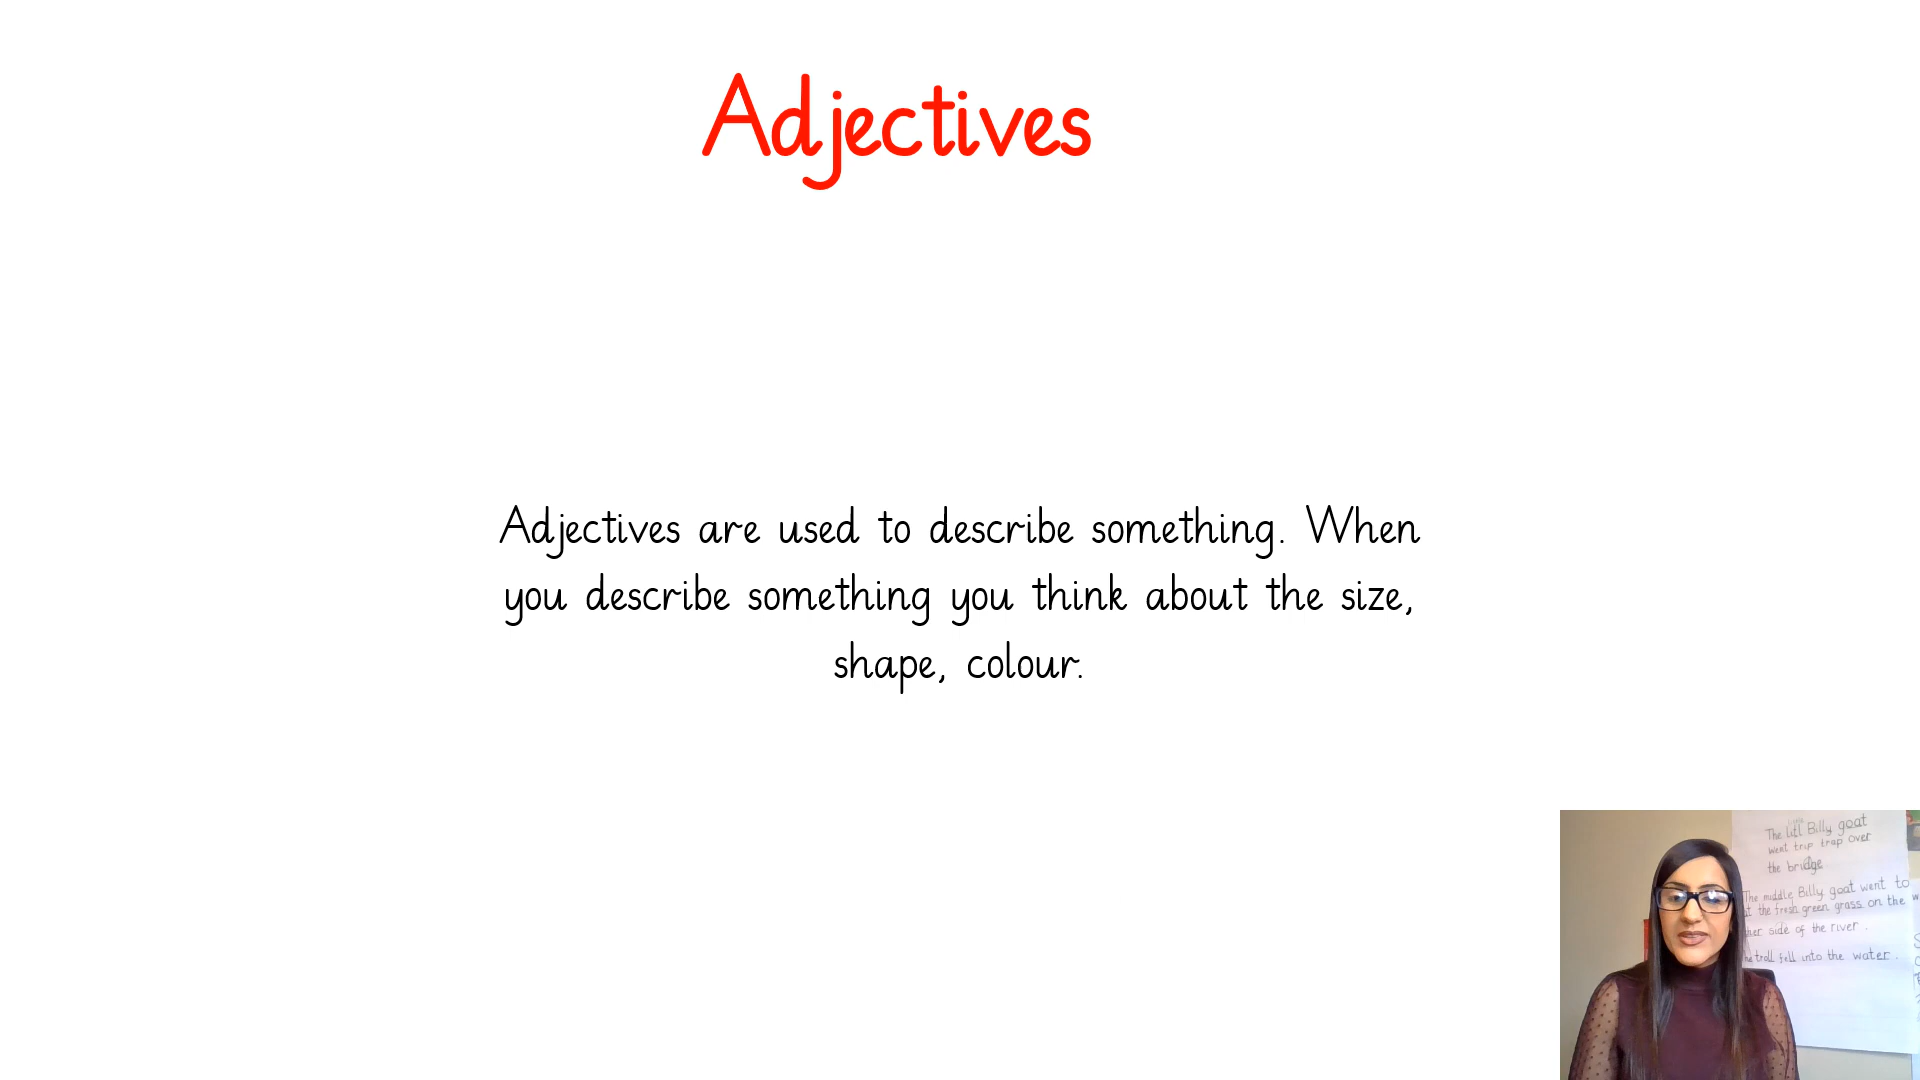 Adjectives
Adjectives are used to describe something. When
you describe something you think about the size,
shape, colour.
The Billy goat
went trip trap over
the bridge
The middle Billy goat went to
the fresh green grass on the
side of the river.
troll fell into the water.